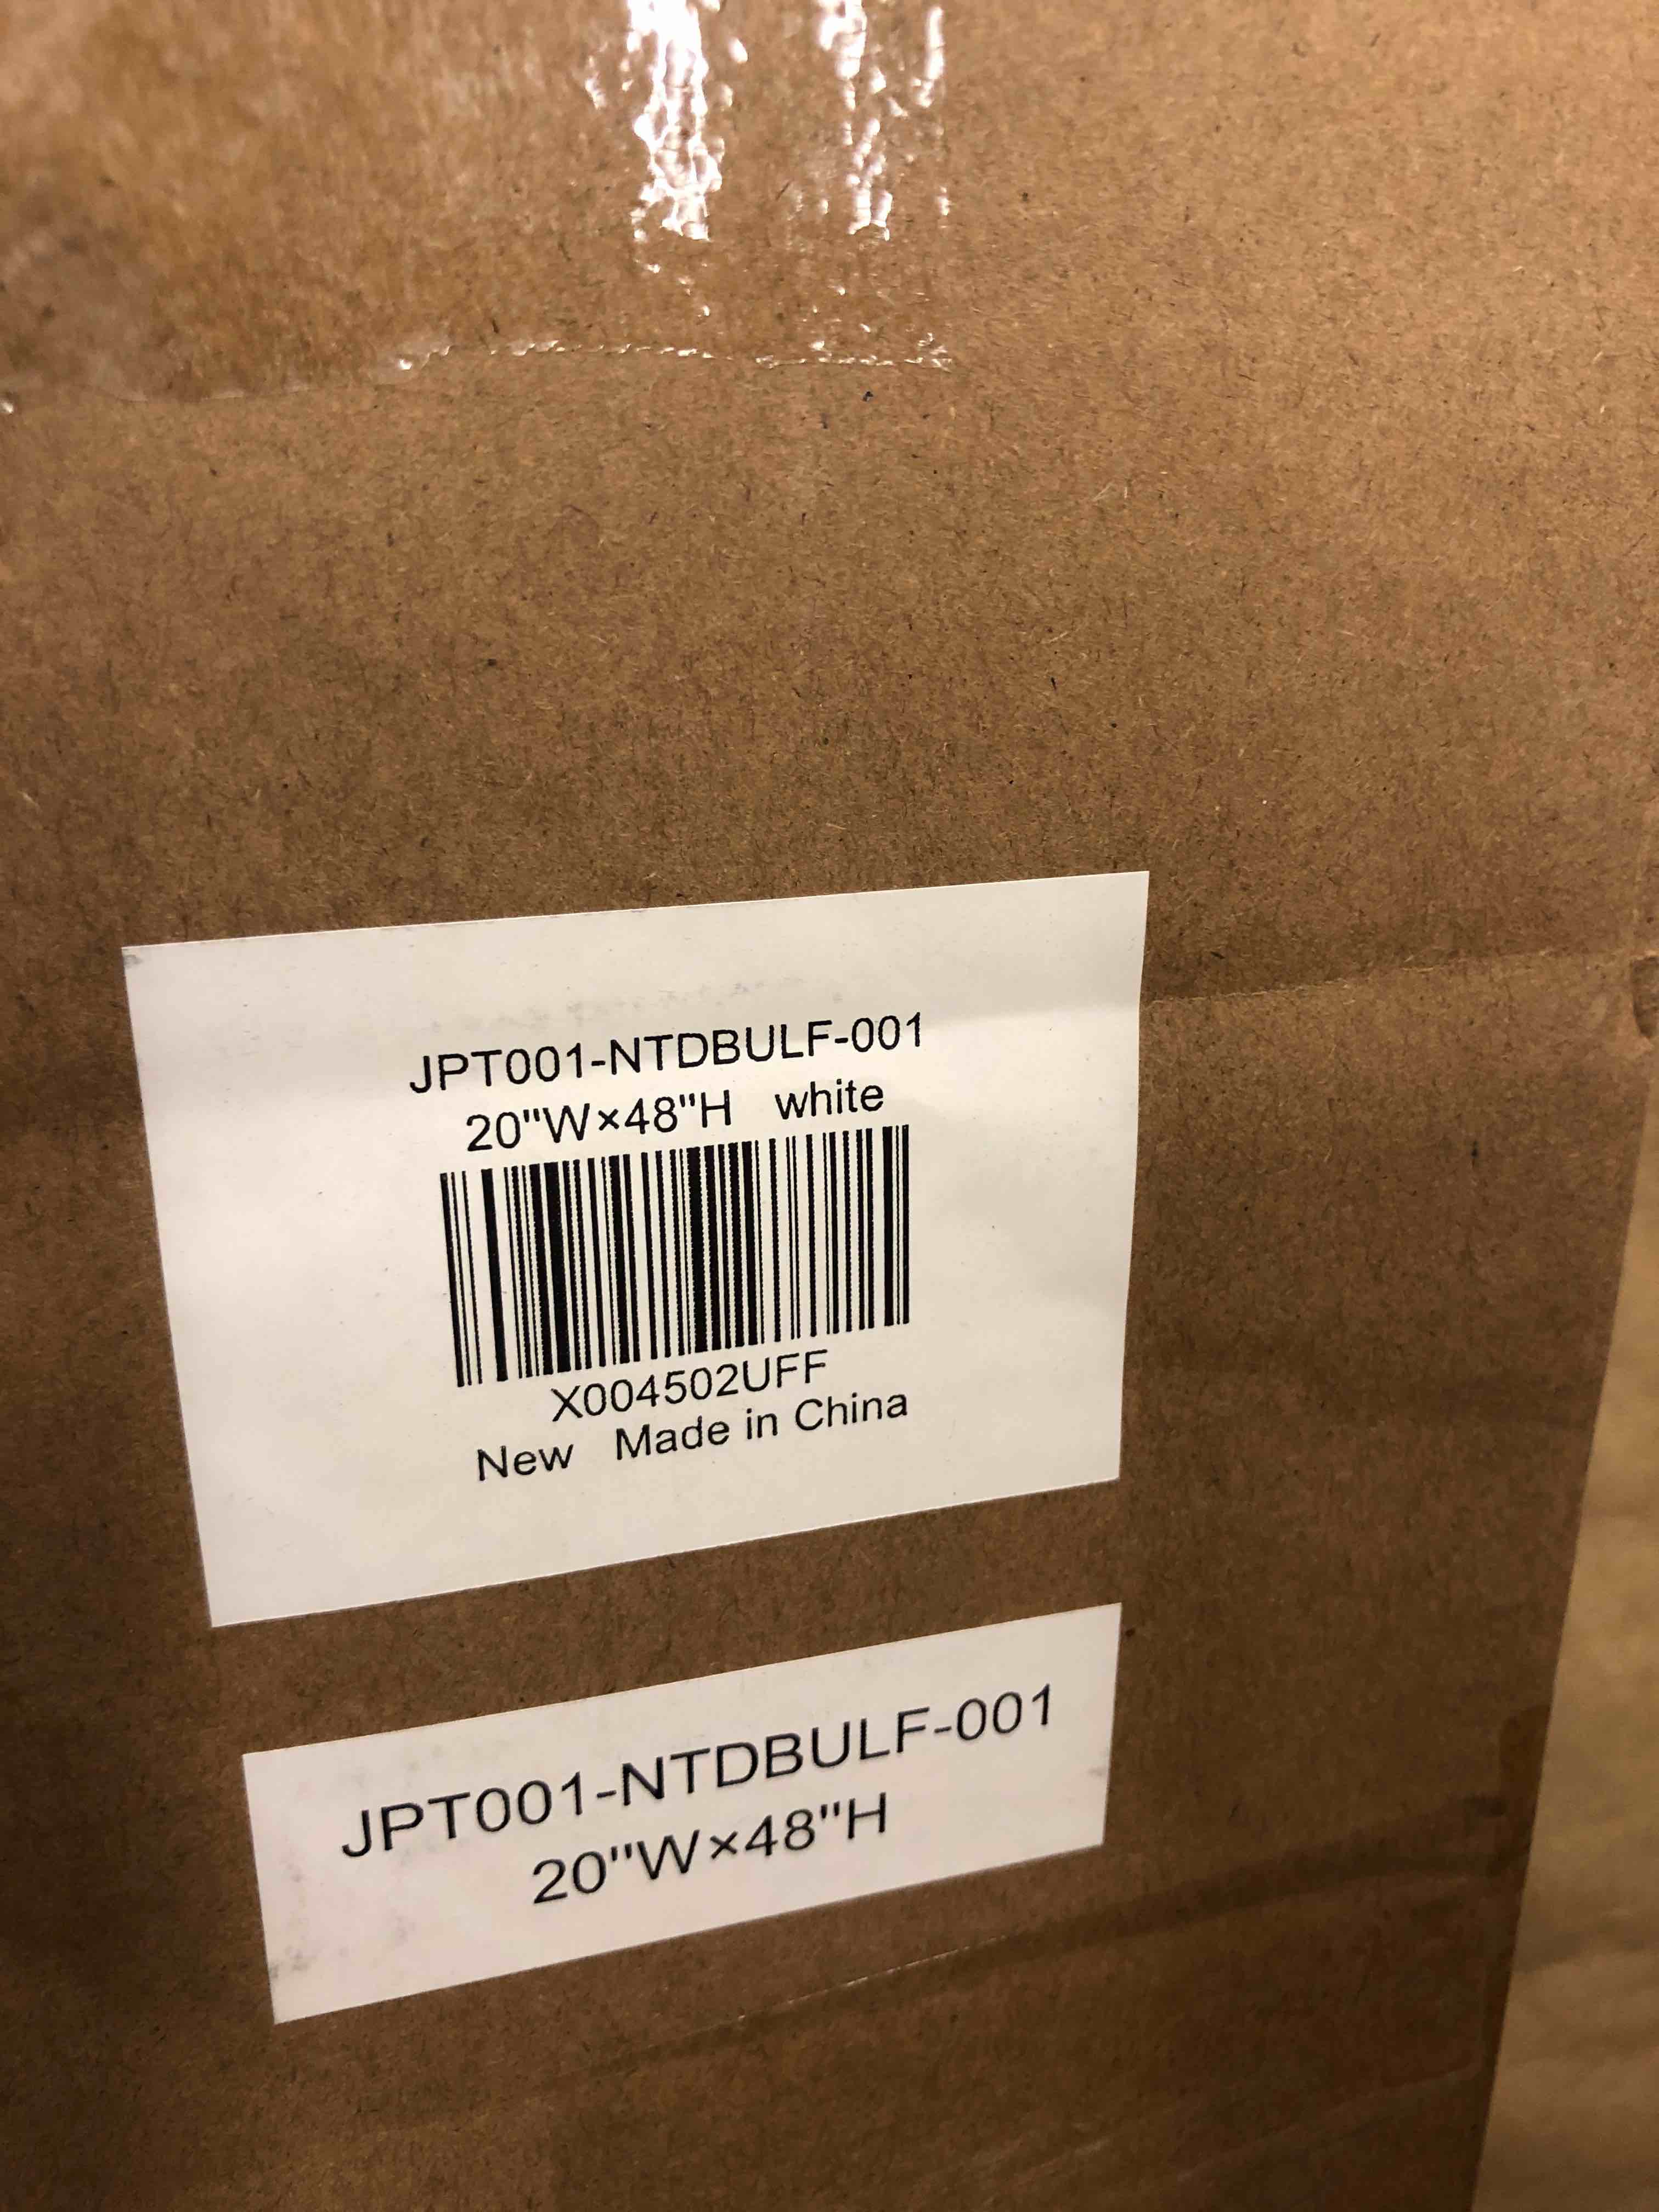 JPT001-NTDBULF-001
20"W×48"H white
X004502UFF
New Made in China
JPT001-NTDBULF-001
20"W×48"H